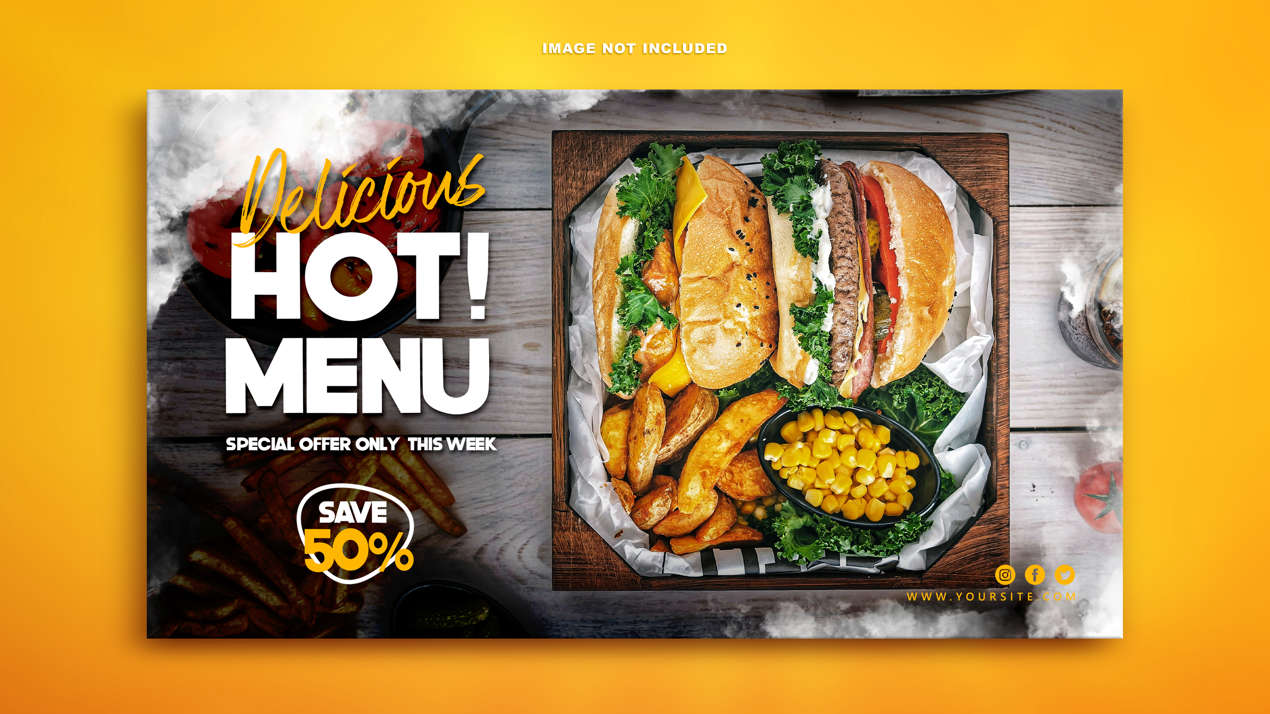 IMAGE NOT INCLUDED
Delicious
HOT!
MENU
SPECIAL OFFER ONLY THIS WEEK
SAVE
50%
WWW.YOURSITE.COM